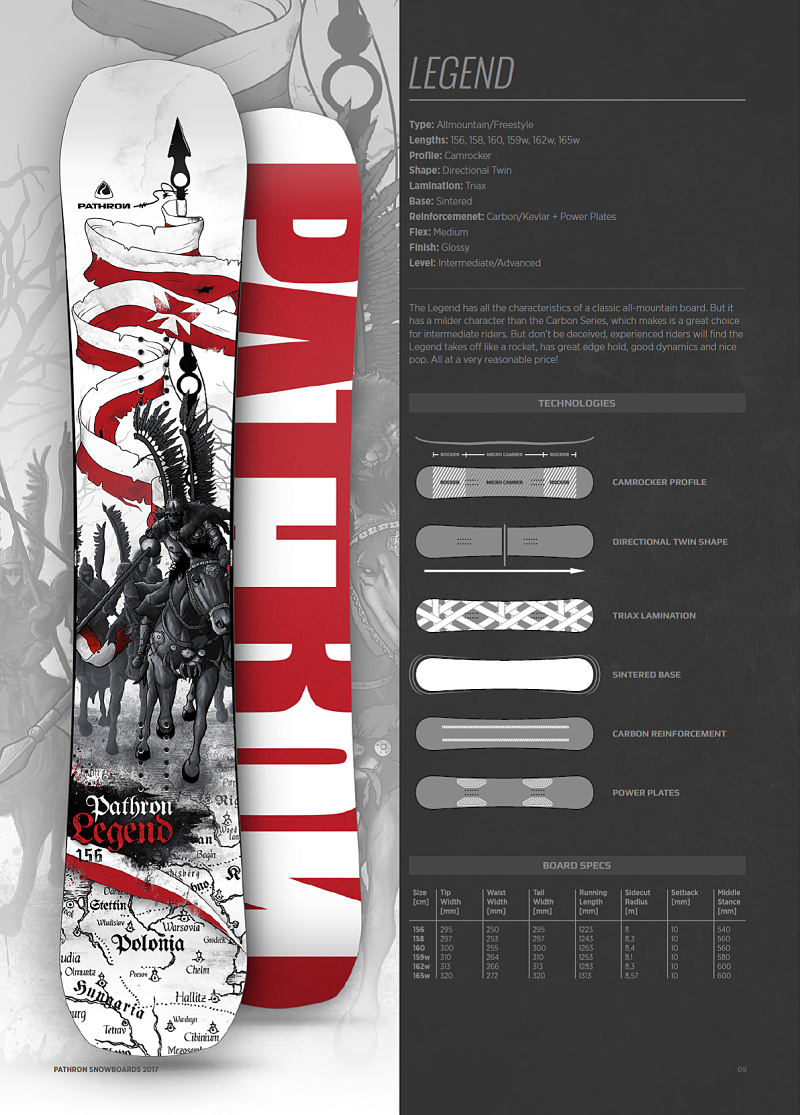 PATHRON
PATHRON
Pathron
Legend
156
Stettin
Warsovia
Polonia
Chelm
Olmuntz
Hungaria
Hallitz
Tetrav
Cibinium
PATHRON SNOWBOARDS 2017
LEGEND
Type: Allmountain/Freestyle
Lengths: 156, 158, 160, 159w, 162w, 165w
Profile: Camrocker
Shape: Directional Twin
Lamination: Triax
Base: Sintered
Reinforcemenet: Carbon/Kevlar + Power Plates
Flex: Medium
Finish: Glossy
Level: Intermediate/Advanced
The Legend has all the characteristics of a classic all-mountain board. But it
has a milder character than the Carbon Series, which makes is a great choice
for intermediate riders. But don't be deceived, experienced riders will find the
Legend takes off like a rocket, has great edge hold, good dynamics and nice
pop. All at a very reasonable price!
TECHNOLOGIES
ROCKER MICRO CAMBER ROCKER
ROCKER MICRO CAMBER ROCKER
CAMROCKER PROFILE
DIRECTIONAL TWIN SHAPE
TRIAX LAMINATION
SINTERED BASE
CARBON REINFORCEMENT
POWER PLATES
BOARD SPECS
Size Tip Waist Tail Running Sidecut Setback Middle
[cm] Width Width Width Length Radius [mm] Stance
[mm] [mm] [mm] [mm] [m] [mm]
156 295 250 295 1223 8 10 540
158 297 253 297 1243 8,3 10 560
160 300 255 300 1263 8,4 10 560
159w 310 264 310 1253 8,1 10 580
162w 313 266 313 1283 8,3 10 600
165w 320 272 320 1313 8,57 10 600
09